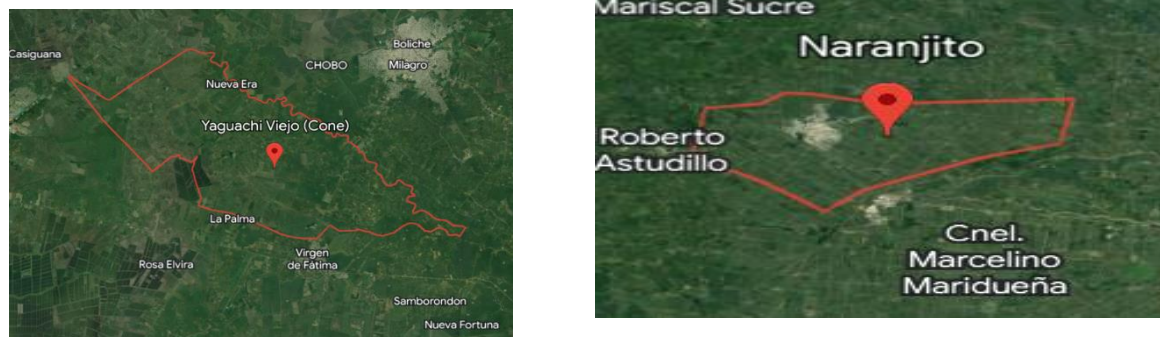 Casiguana
Boliche
CHOBO
Milagro
Nueva Era
Yaguachi Viejo (Cone)
La Palma
Virgen
de Fátima
Rosa Elvira
Samborondon
Nueva Fortuna
Mariscal Sucre
Naranjito
Roberto
Astudillo
Cnel.
Marcelino
Maridueña